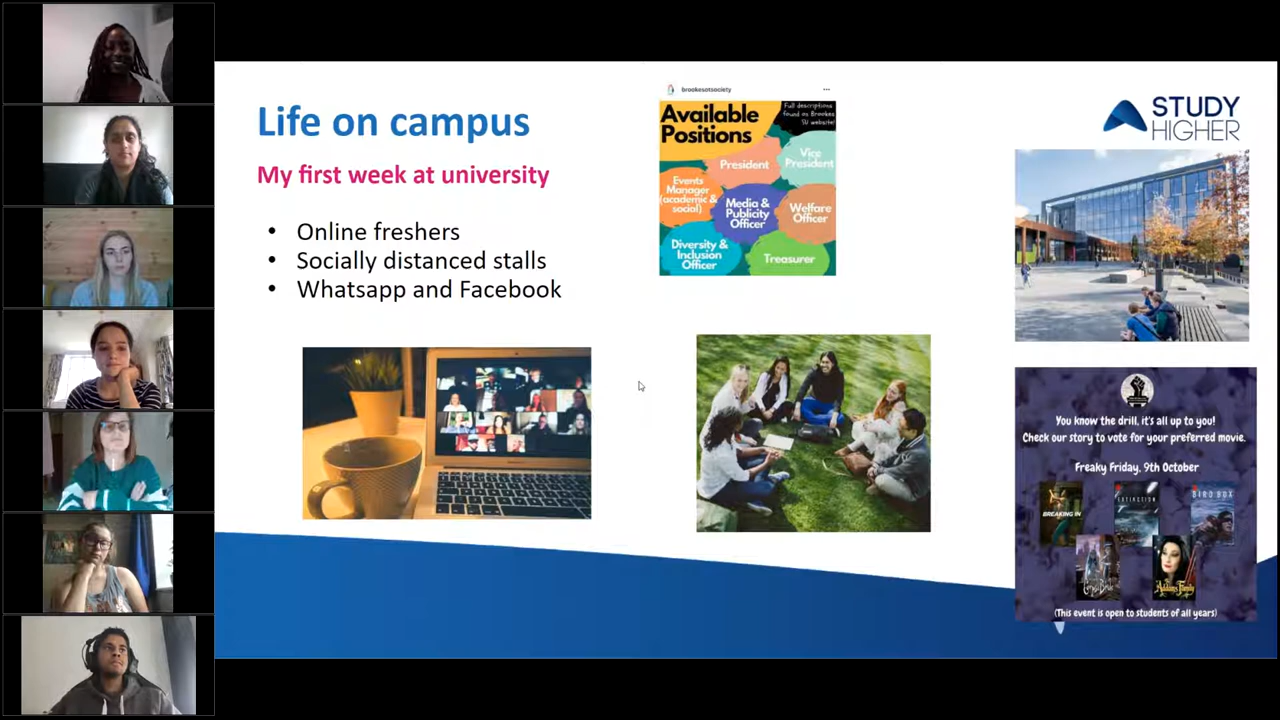 Life on campus
My first week at university
• Online freshers
• Socially distanced stalls
• Whatsapp and Facebook
brookesotsociety
Available
Positions
Full descriptions
found on Brookes
SU website!
President
Vice
President
Events
Manager
(academic &
social)
Media &
Publicity
Officer
Welfare
Officer
Diversity &
Inclusion
Officer
Treasurer
STUDY
HIGHER
You know the drill, it's all up to you!
Check our story to vote for your preferred movie.
Freaky Friday, 9th October
BREAKING IN
EXTINCTION
BIRD BOX
Corpse Bride
Addams Family
(This event is open to students of all years)